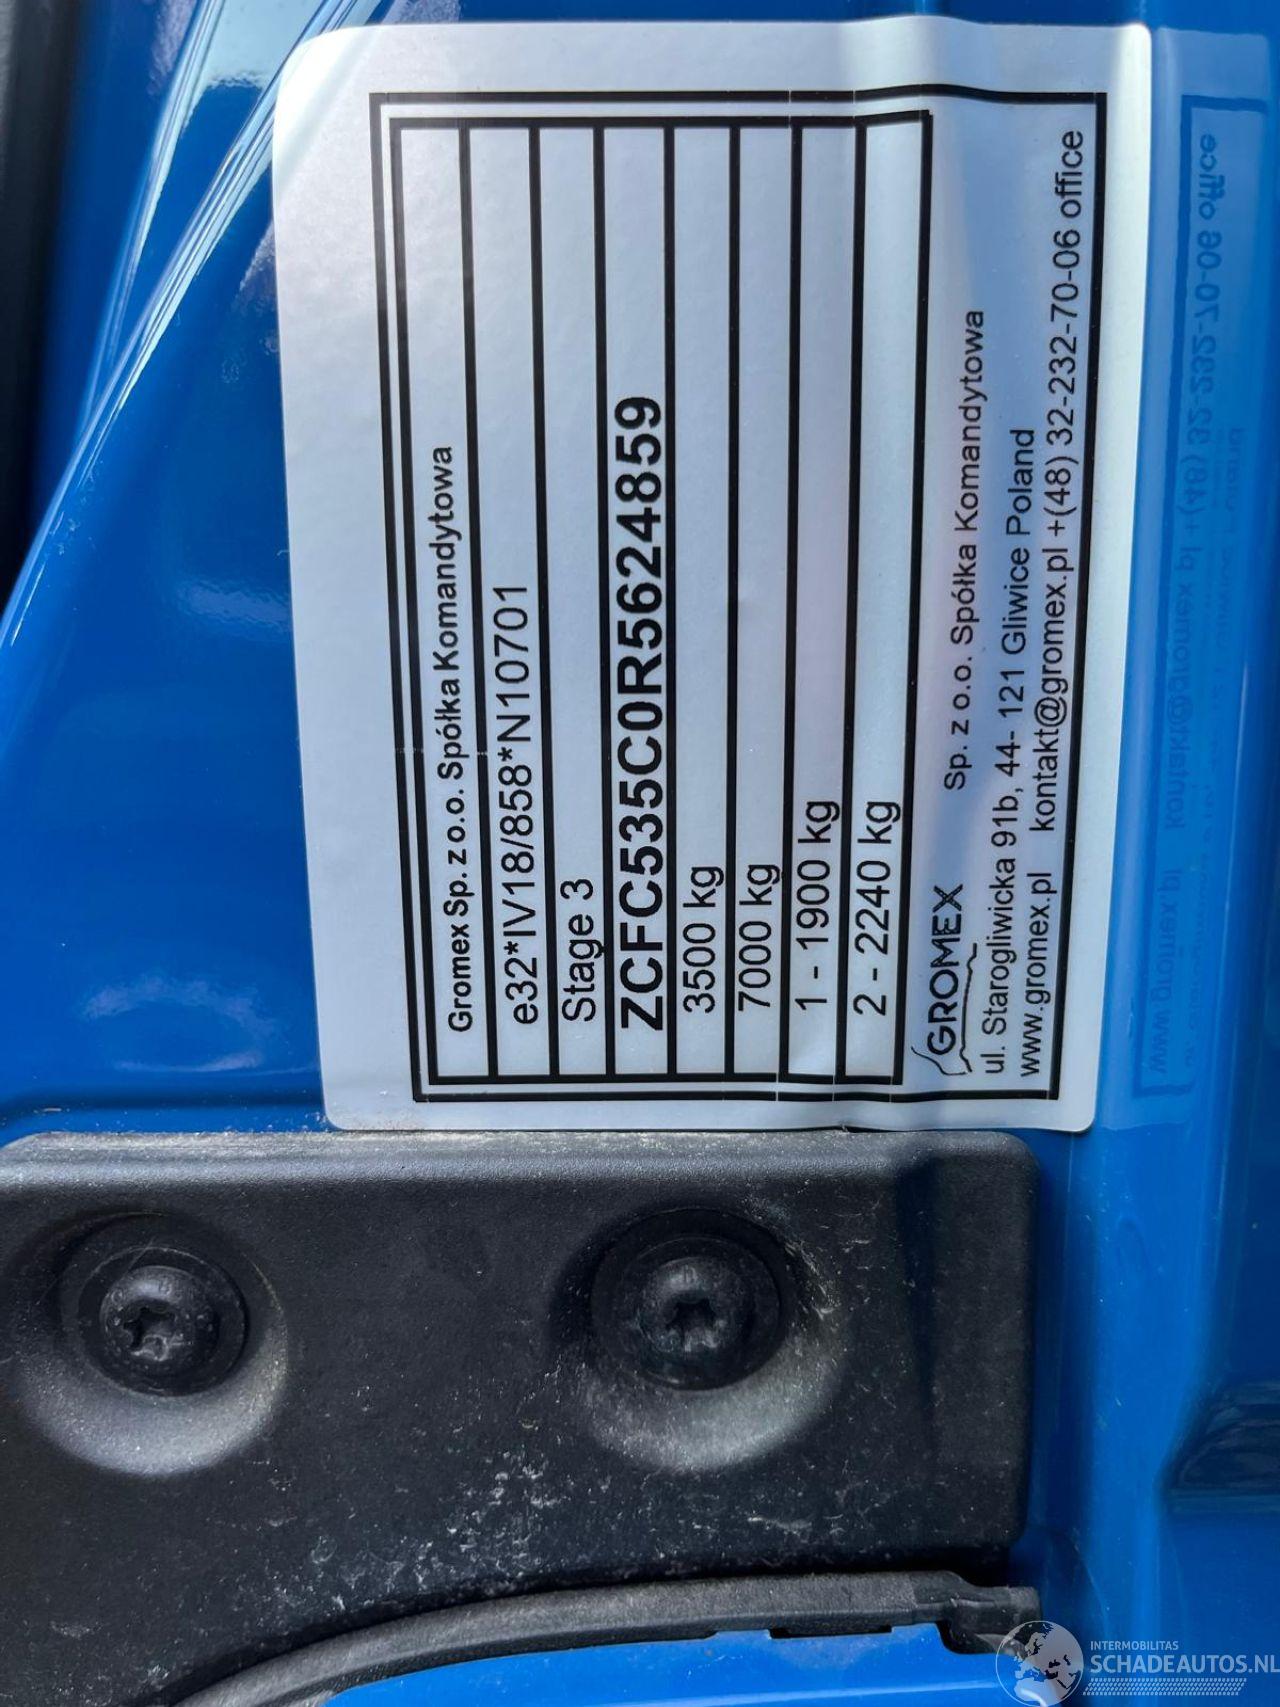 Gromex Sp. z o.o. Spółka Komandytowa
e32*IV18/858*N10701
Stage 3
ZCFC535C0R5624859
3500 kg
7000 kg
1 - 1900 kg
2 - 2240 kg
GROMEX Sp. z o.o. Spółka Komandytowa
ul. Starogliwicka 91b, 44- 121 Gliwice Poland
www.gromex.pl kontakt@gromex.pl +(48) 32-232-70-06 office
INTERMOBILITAS
SCHADEAUTOS.NL